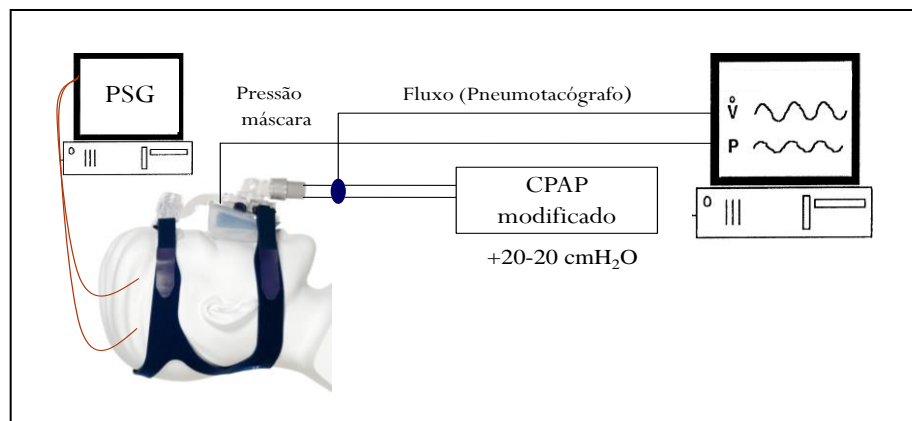 PSG
Pressão
máscara
Fluxo (Pneumotacógrafo)
V̊
P
CPAP
modificado
+20-20 cmH₂O